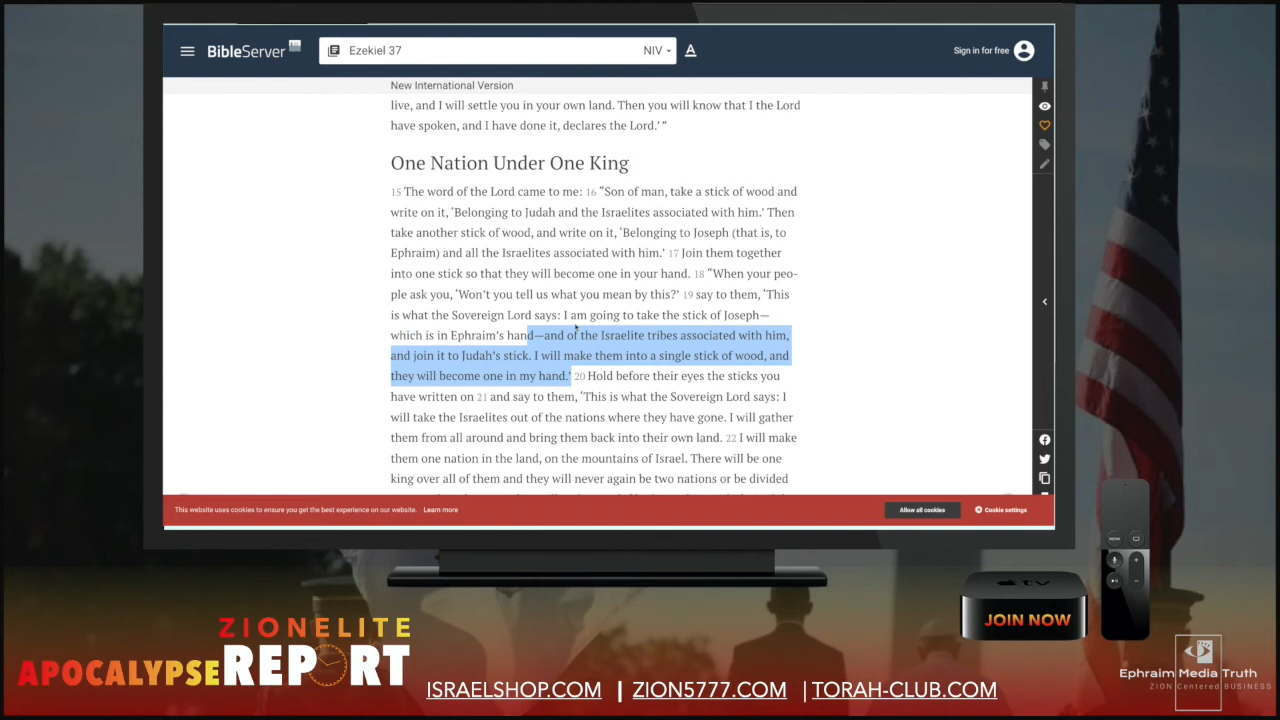 BibleServer
Ezekiel 37
NIV
A
Sign in for free
New International Version
live, and I will settle you in your own land. Then you will know that I the Lord
have spoken, and I have done it, declares the Lord.’ ”
One Nation Under One King
15 The word of the Lord came to me: 16 “Son of man, take a stick of wood and
write on it, ‘Belonging to Judah and the Israelites associated with him.’ Then
take another stick of wood, and write on it, ‘Belonging to Joseph (that is, to
Ephraim) and all the Israelites associated with him.’ 17 Join them together
into one stick so that they will become one in your hand. 18 “When your peo-
ple ask you, ‘Won’t you tell us what you mean by this?’ 19 say to them, ‘This
is what the Sovereign Lord says: I am going to take the stick of Joseph—
which is in Ephraim’s hand—and of the Israelite tribes associated with him,
and join it to Judah’s stick. I will make them into a single stick of wood, and
they will become one in my hand.’ 20 Hold before their eyes the sticks you
have written on 21 and say to them, ‘This is what the Sovereign Lord says: I
will take the Israelites out of the nations where they have gone. I will gather
them from all around and bring them back into their own land. 22 I will make
them one nation in the land, on the mountains of Israel. There will be one
king over all of them and they will never again be two nations or be divided
This website uses cookies to ensure you get the best experience on our website. Learn more
Allow all cookies
Cookie settings
MENU
tv
JOIN NOW
ZIONELITE
APOCALYPSE REPORT
ISRAELSHOP.COM | ZION5777.COM | TORAH-CLUB.COM
Ephraim Media Truth
ZION Centered BUSINESS